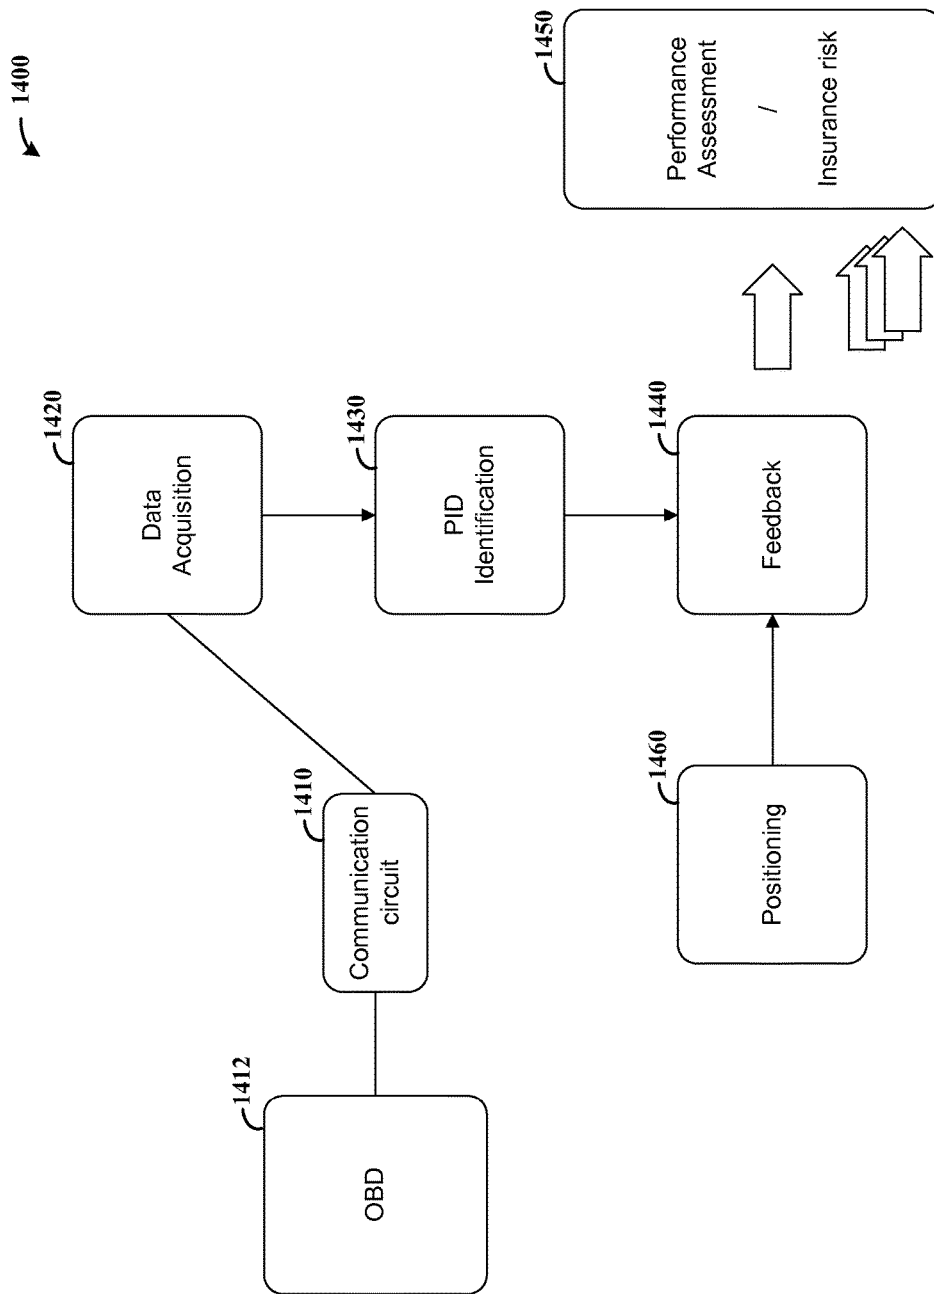 1400
1412
OBD
1410
Communication
circuit
1420
Data
Acquisition
1430
PID
Identification
1440
Feedback
1460
Positioning
1450
Performance
Assessment
/
Insurance risk